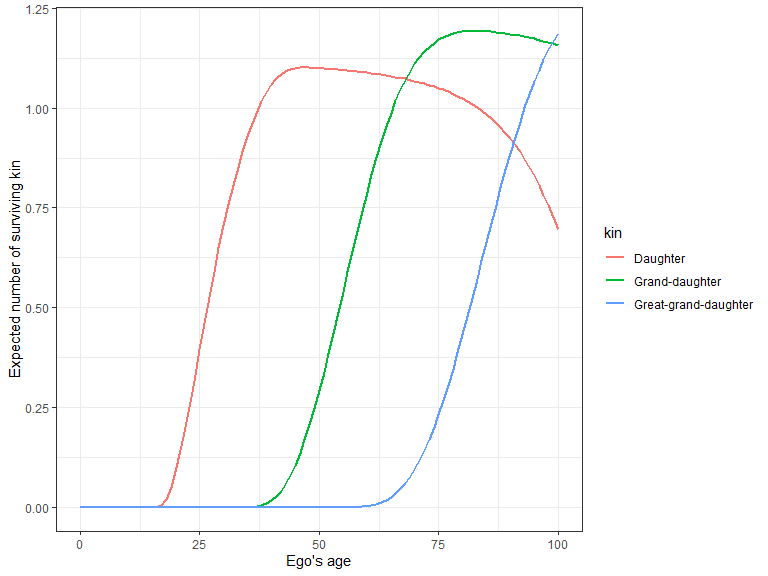 1.25
1.00
0.75
0.50
0.25
0.00
Expected number of surviving kin
0 25 50 75 100
Ego's age
kin
Daughter
Grand-daughter
Great-grand-daughter